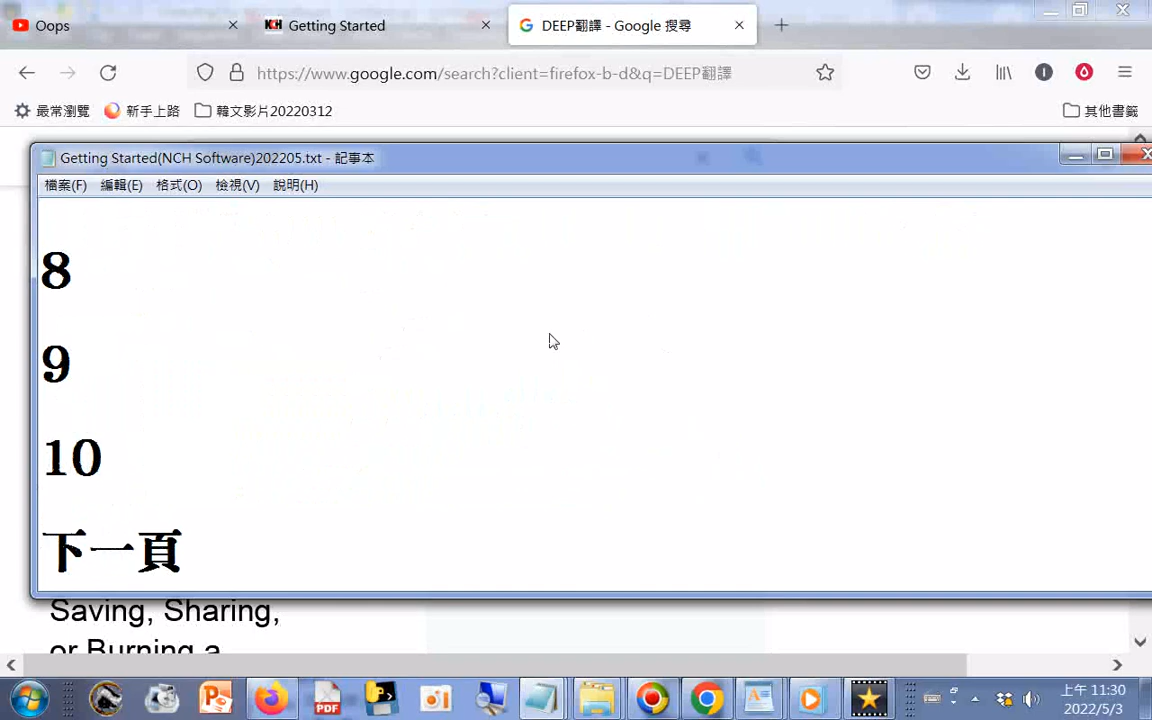 Oops
NCH Getting Started
DEEP翻譯 - Google 搜尋
https://www.google.com/search?client=firefox-b-d&q=DEEP翻譯
最常瀏覽
新手上路
韓文影片20220312
其他書籤
Getting Started(NCH Software)202205.txt - 記事本
檔案(F) 編輯(E) 格式(O) 檢視(V) 說明(H)
8
9
10
下一頁
Saving, Sharing,
or Burning a
PDF
上午 11:30
2022/5/3